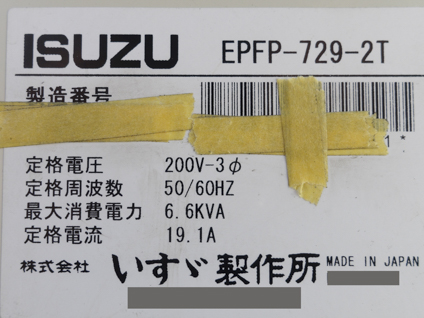 ISUZU EPFP-729-2T
製造番号
1*
定格電圧 200V-3φ
定格周波数 50/60HZ
最大消費電力 6.6KVA
定格電流 19.1A
株式会社 いすゞ製作所 MADE IN JAPAN